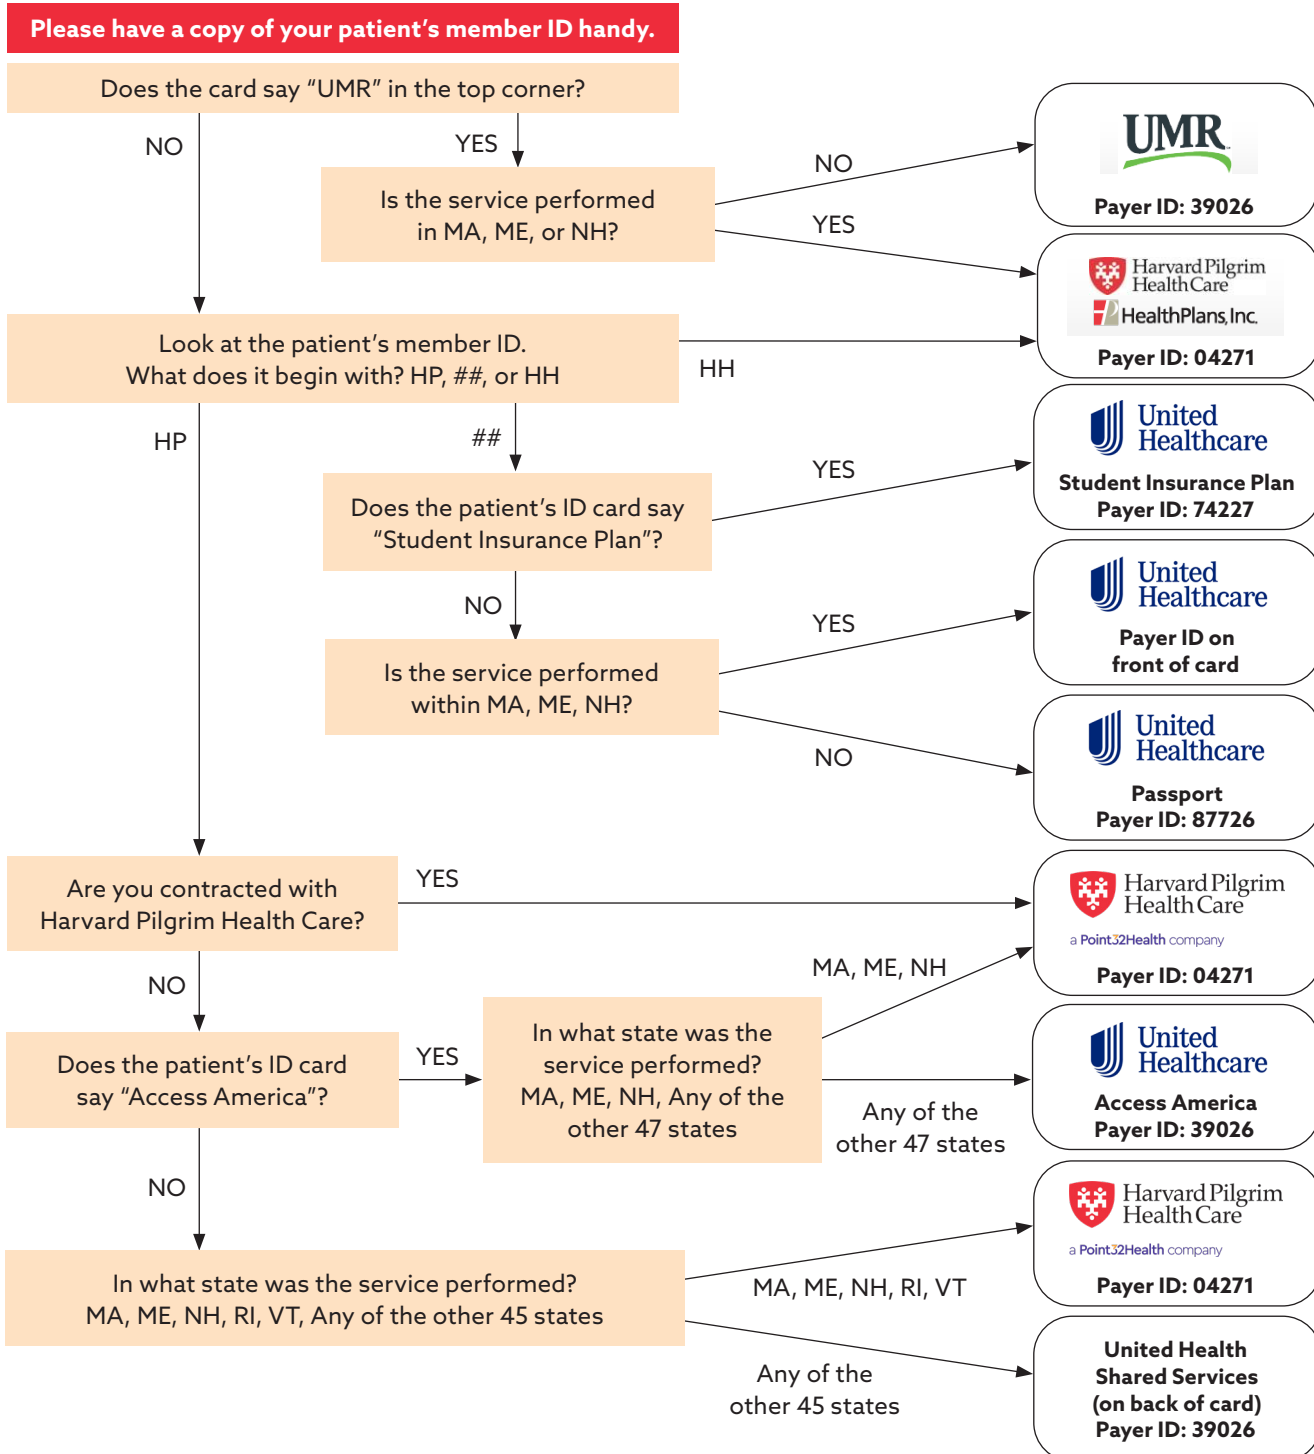 Please have a copy of your patient’s member ID handy.
Does the card say “UMR” in the top corner?
NO
YES
Is the service performed
in MA, ME, or NH?
NO
YES
UMR
Payer ID: 39026
Harvard Pilgrim
Health Care
HealthPlans, Inc.
Payer ID: 04271
Look at the patient’s member ID.
What does it begin with? HP, ##, or HH
HH
HP
##
Does the patient’s ID card say
“Student Insurance Plan”?
YES
United
Healthcare
Student Insurance Plan
Payer ID: 74227
NO
Is the service performed
within MA, ME, NH?
YES
United
Healthcare
Payer ID on
front of card
NO
United
Healthcare
Passport
Payer ID: 87726
Are you contracted with
Harvard Pilgrim Health Care?
YES
Harvard Pilgrim
Health Care
a Point32Health company
Payer ID: 04271
NO
Does the patient’s ID card
say “Access America”?
YES
In what state was the
service performed?
MA, ME, NH, Any of the
other 47 states
MA, ME, NH
Any of the
other 47 states
United
Healthcare
Access America
Payer ID: 39026
NO
In what state was the service performed?
MA, ME, NH, RI, VT, Any of the other 45 states
MA, ME, NH, RI, VT
Harvard Pilgrim
Health Care
a Point32Health company
Payer ID: 04271
Any of the
other 45 states
United Health
Shared Services
(on back of card)
Payer ID: 39026